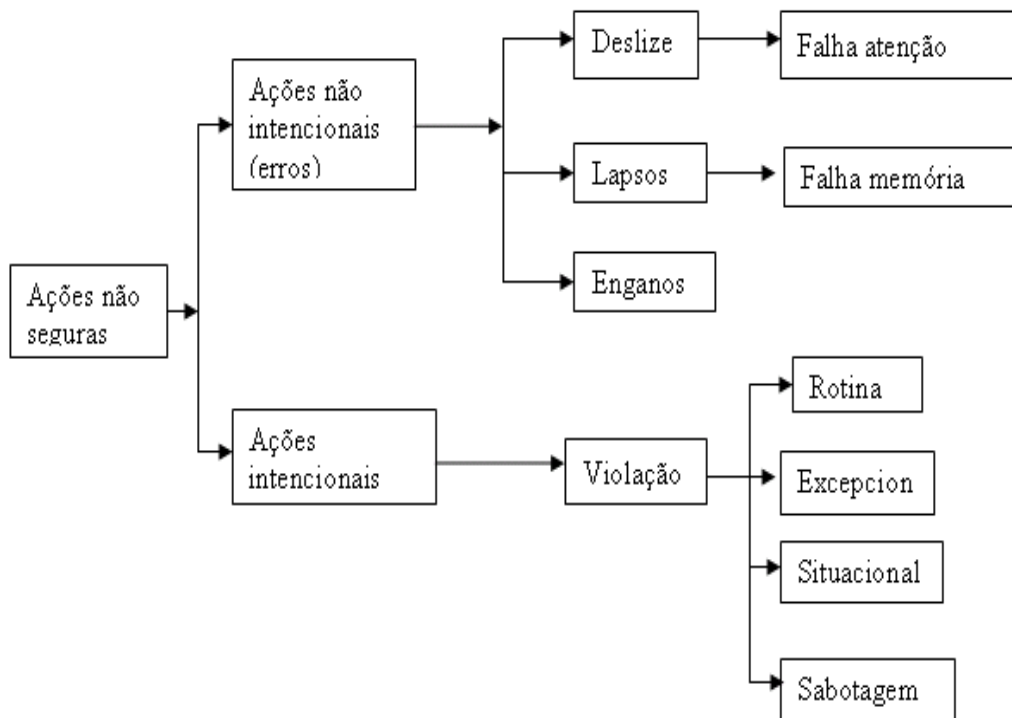 Ações não
seguras
Ações não
intencionais
(erros)
Deslize
Falha atenção
Lapsos
Falha memória
Enganos
Ações
intencionais
Violação
Rotina
Excepcion
Situacional
Sabotagem